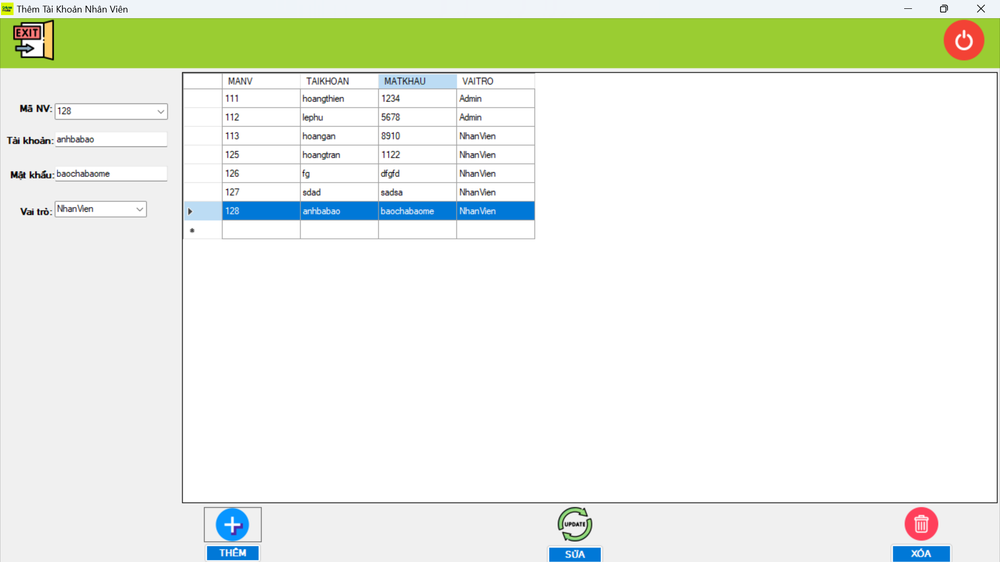 Thêm Tài Khoản Nhân Viên
EXIT
Mã NV: 128
Tài khoản: anhbabao
Mật khẩu: baochabaome
Vai trò: NhanVien
MANV TAIKHOAN MATKHAU VAITRO
111 hoangthien 1234 Admin
112 lephu 5678 Admin
113 hoangan 8910 NhanVien
125 hoangtran 1122 NhanVien
126 fg dfgfd NhanVien
127 sdad sadsa NhanVien
128 anhbabao baochabaome NhanVien
UPDATE
THÊM
SỬA
XÓA